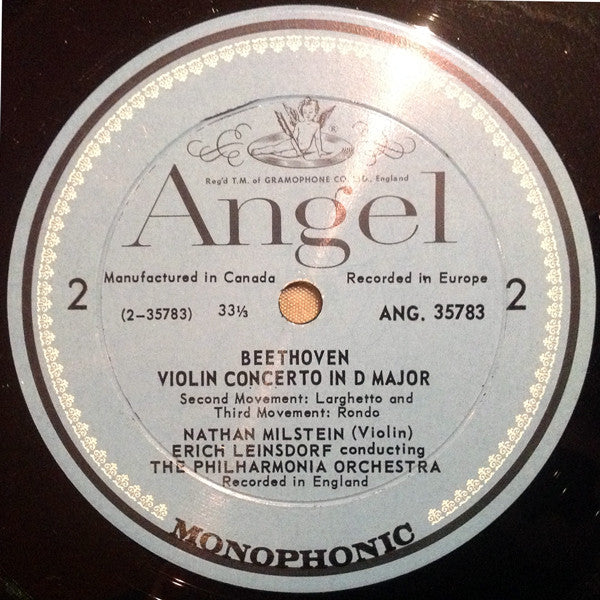 Reg'd T.M. of GRAMOPHONE CO. LTD., England
Angel
Manufactured in Canada
Recorded in Europe
2
(2-35783)
33⅓
ANG. 35783
2
BEETHOVEN
VIOLIN CONCERTO IN D MAJOR
Second Movement: Larghetto and
Third Movement: Rondo
NATHAN MILSTEIN (Violin)
ERICH LEINSDORF conducting
THE PHILHARMONIA ORCHESTRA
Recorded in England
MONOPHONIC